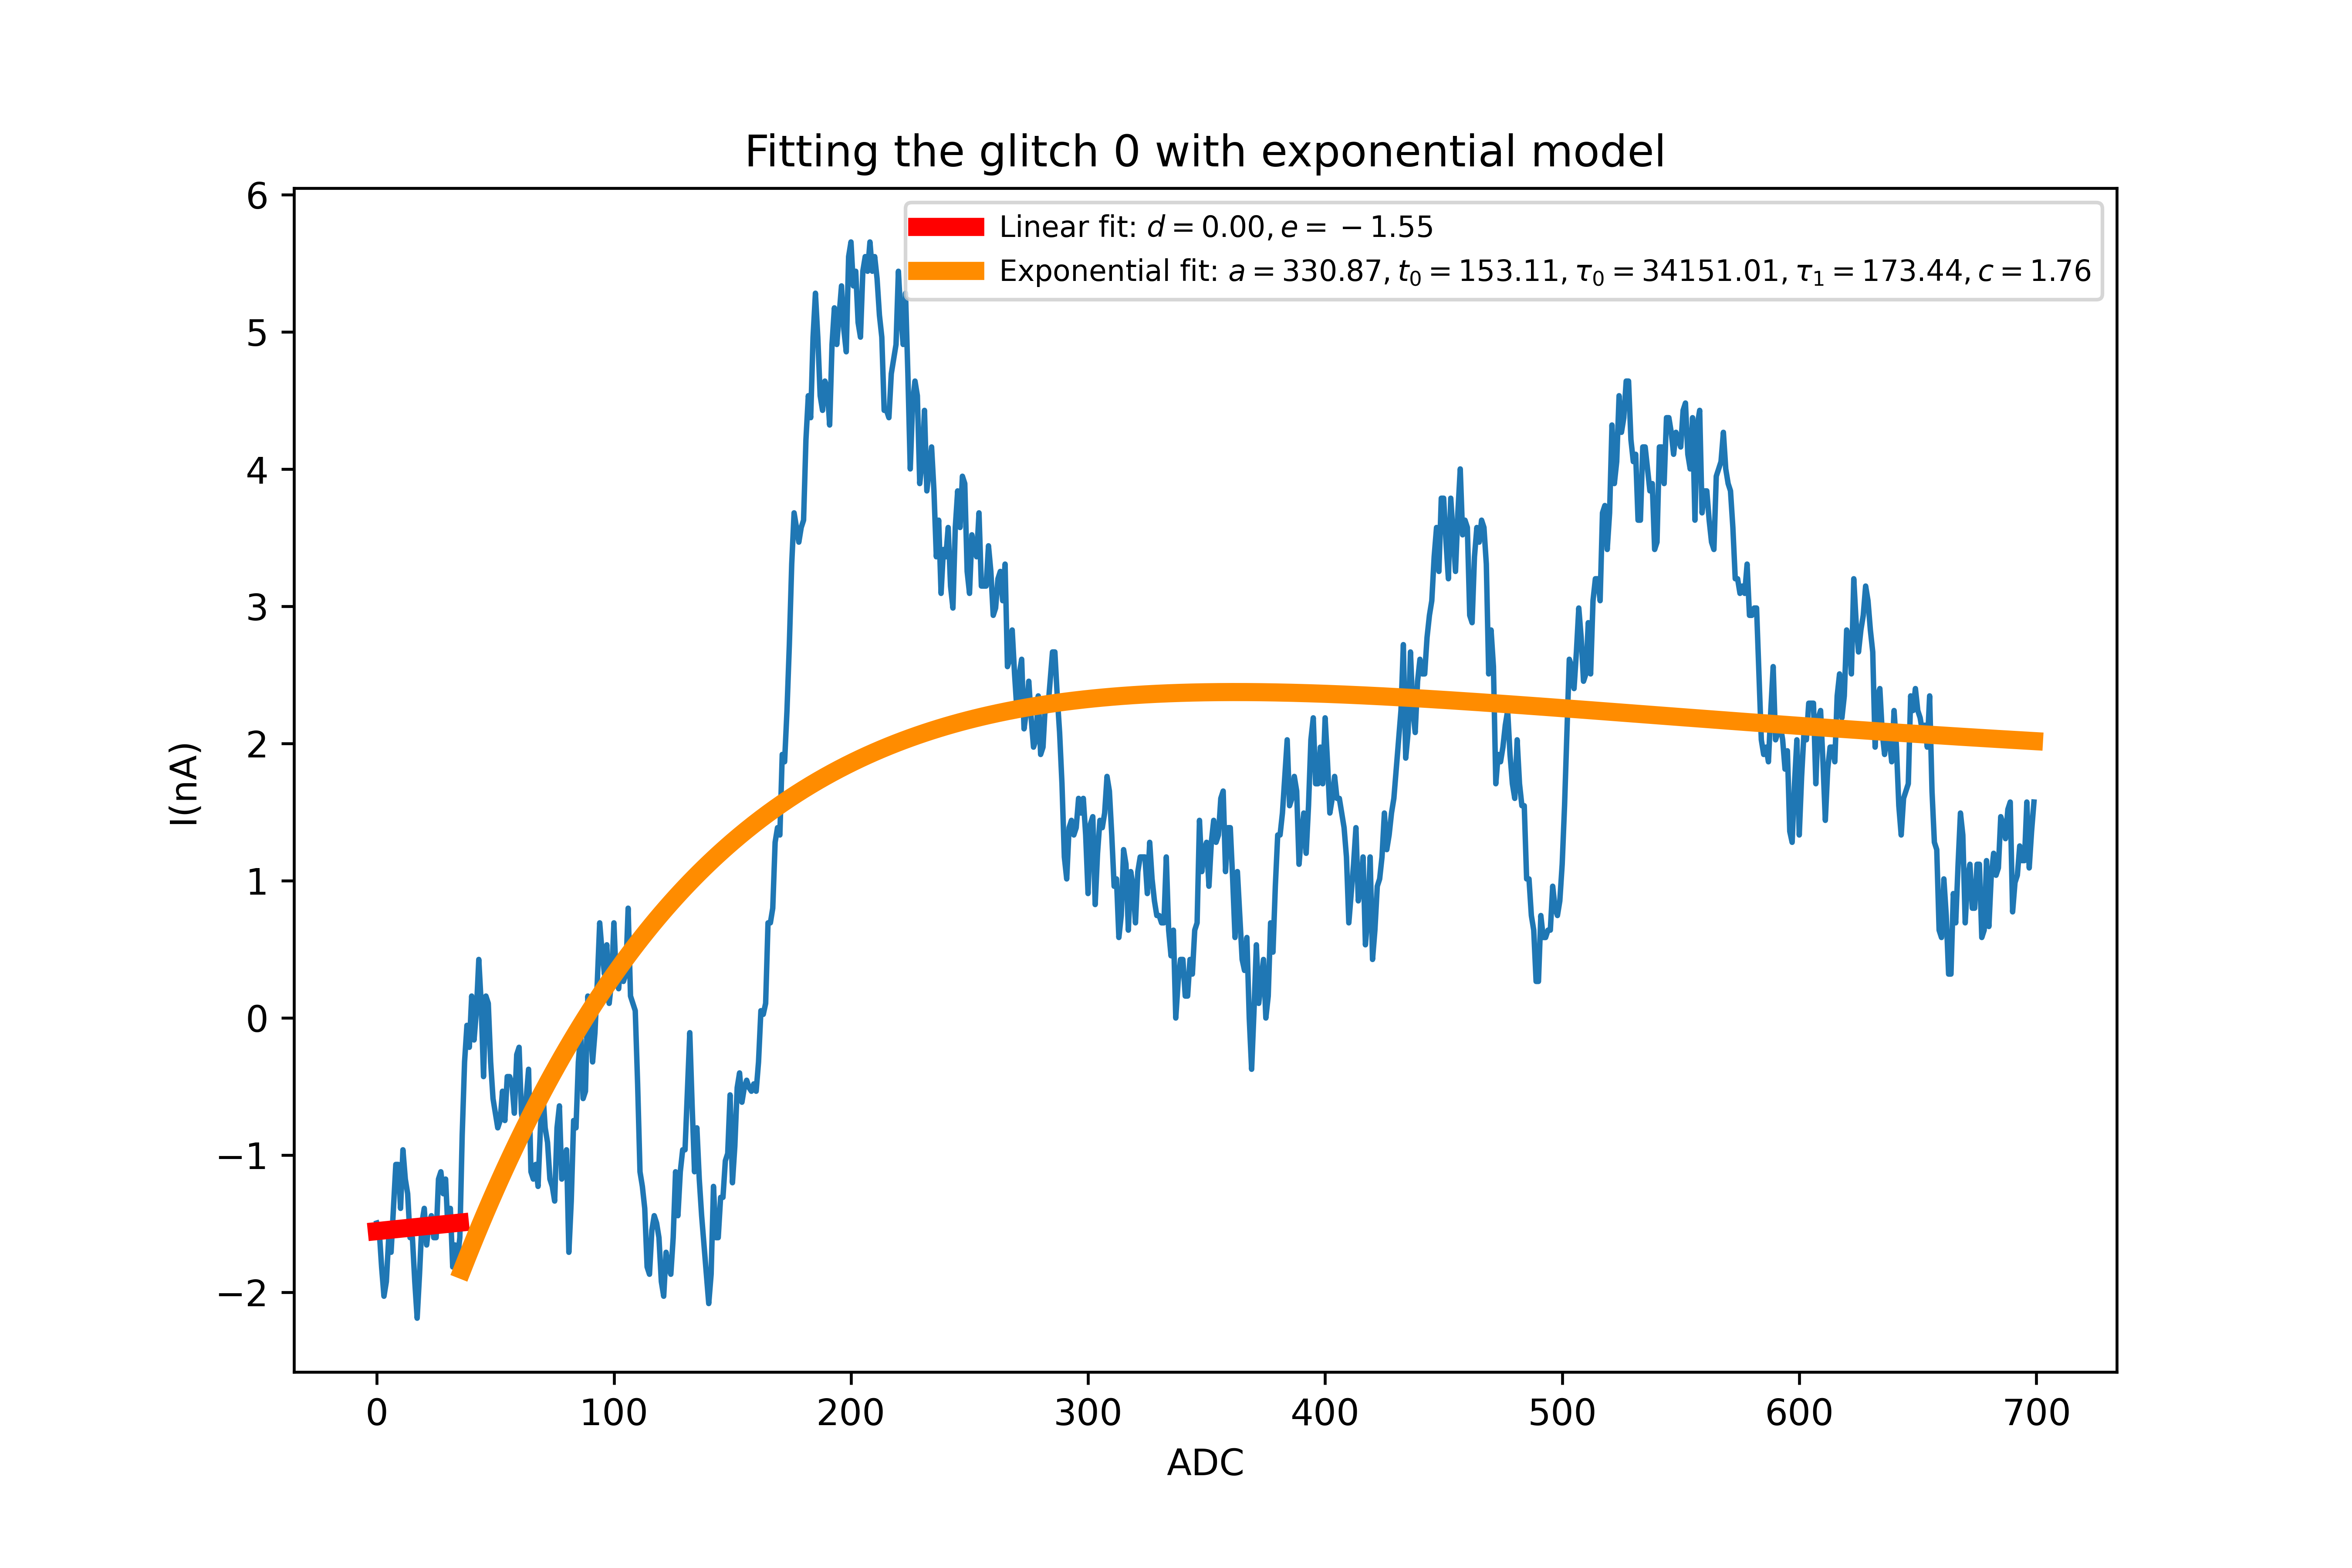 Fitting the glitch 0 with exponential model
Linear fit: d = 0.00, e = − 1.55
Exponential fit: a = 330.87, t₀ = 153.11, τ₀ = 34151.01, τ₁ = 173.44, c = 1.76
6
5
4
3
2
1
0
−1
−2
I(nA)
0 100 200 300 400 500 600 700
ADC